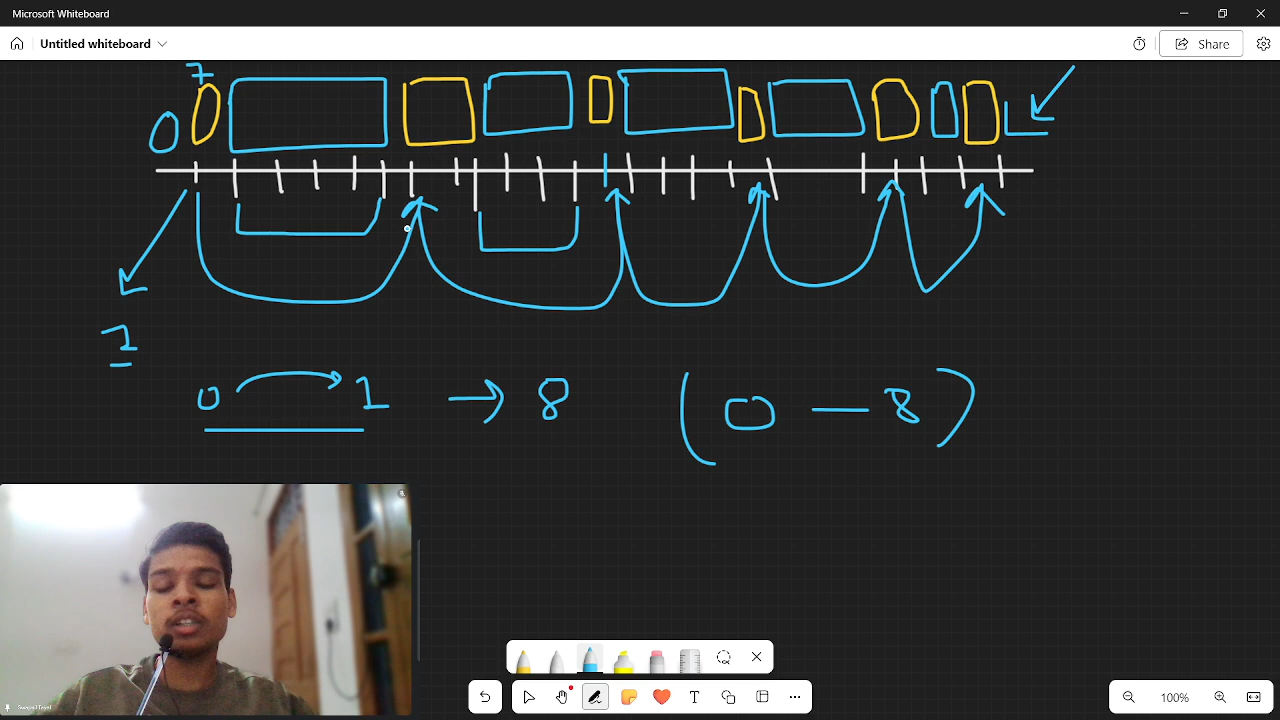 Microsoft Whiteboard
Untitled whiteboard
Share
7
0
1
0 1 → 8 (0 — 8)
100%